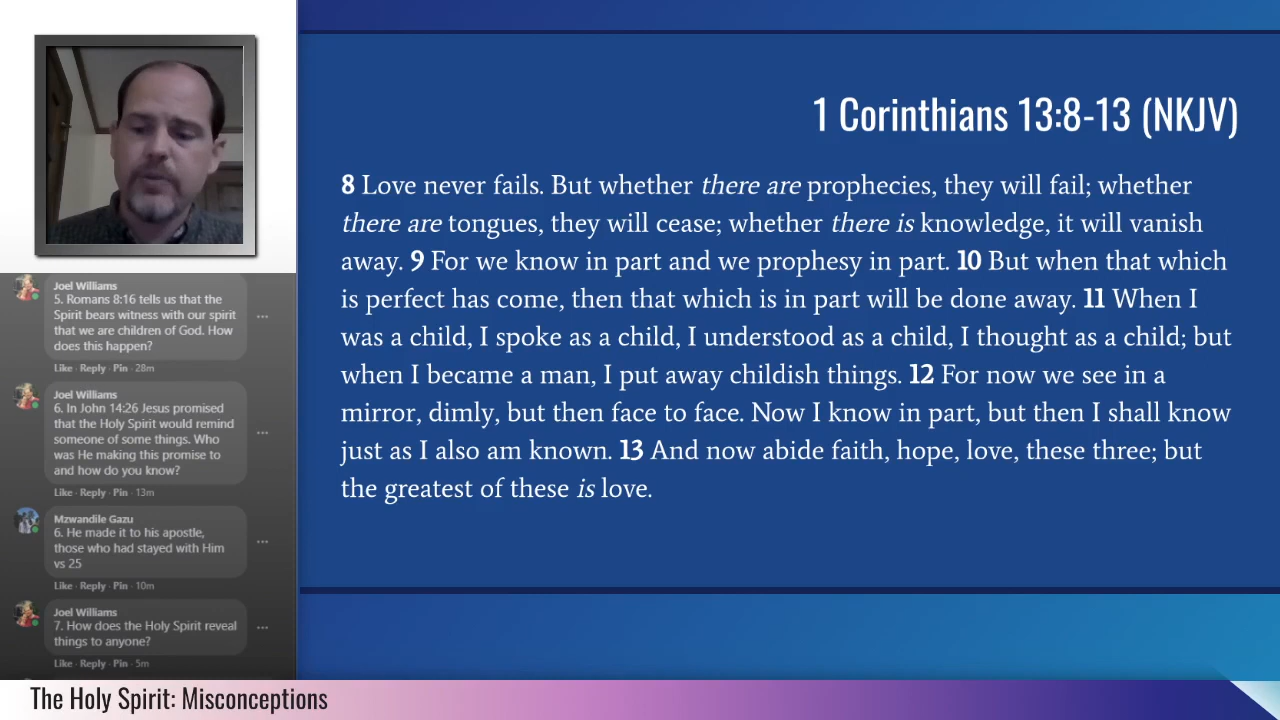 Joel Williams
5. Romans 8:16 tells us that the
Spirit bears witness with our spirit
that we are children of God. How
does this happen?
Like · Reply · Pin · 28m
Joel Williams
6. In John 14:26 Jesus promised
that the Holy Spirit would remind
someone of some things. Who
was He making this promise to
and how do you know?
Like · Reply · Pin · 13m
Mzwandile Gazu
6. He made it to his apostle,
those who had stayed with Him
vs 25
Like · Reply · Pin · 10m
Joel Williams
7. How does the Holy Spirit reveal
things to anyone?
Like · Reply · Pin · 5m
1 Corinthians 13:8-13 (NKJV)
8 Love never fails. But whether there are prophecies, they will fail; whether
there are tongues, they will cease; whether there is knowledge, it will vanish
away. 9 For we know in part and we prophesy in part. 10 But when that which
is perfect has come, then that which is in part will be done away. 11 When I
was a child, I spoke as a child, I understood as a child, I thought as a child; but
when I became a man, I put away childish things. 12 For now we see in a
mirror, dimly, but then face to face. Now I know in part, but then I shall know
just as I also am known. 13 And now abide faith, hope, love, these three; but
the greatest of these is love.
The Holy Spirit: Misconceptions